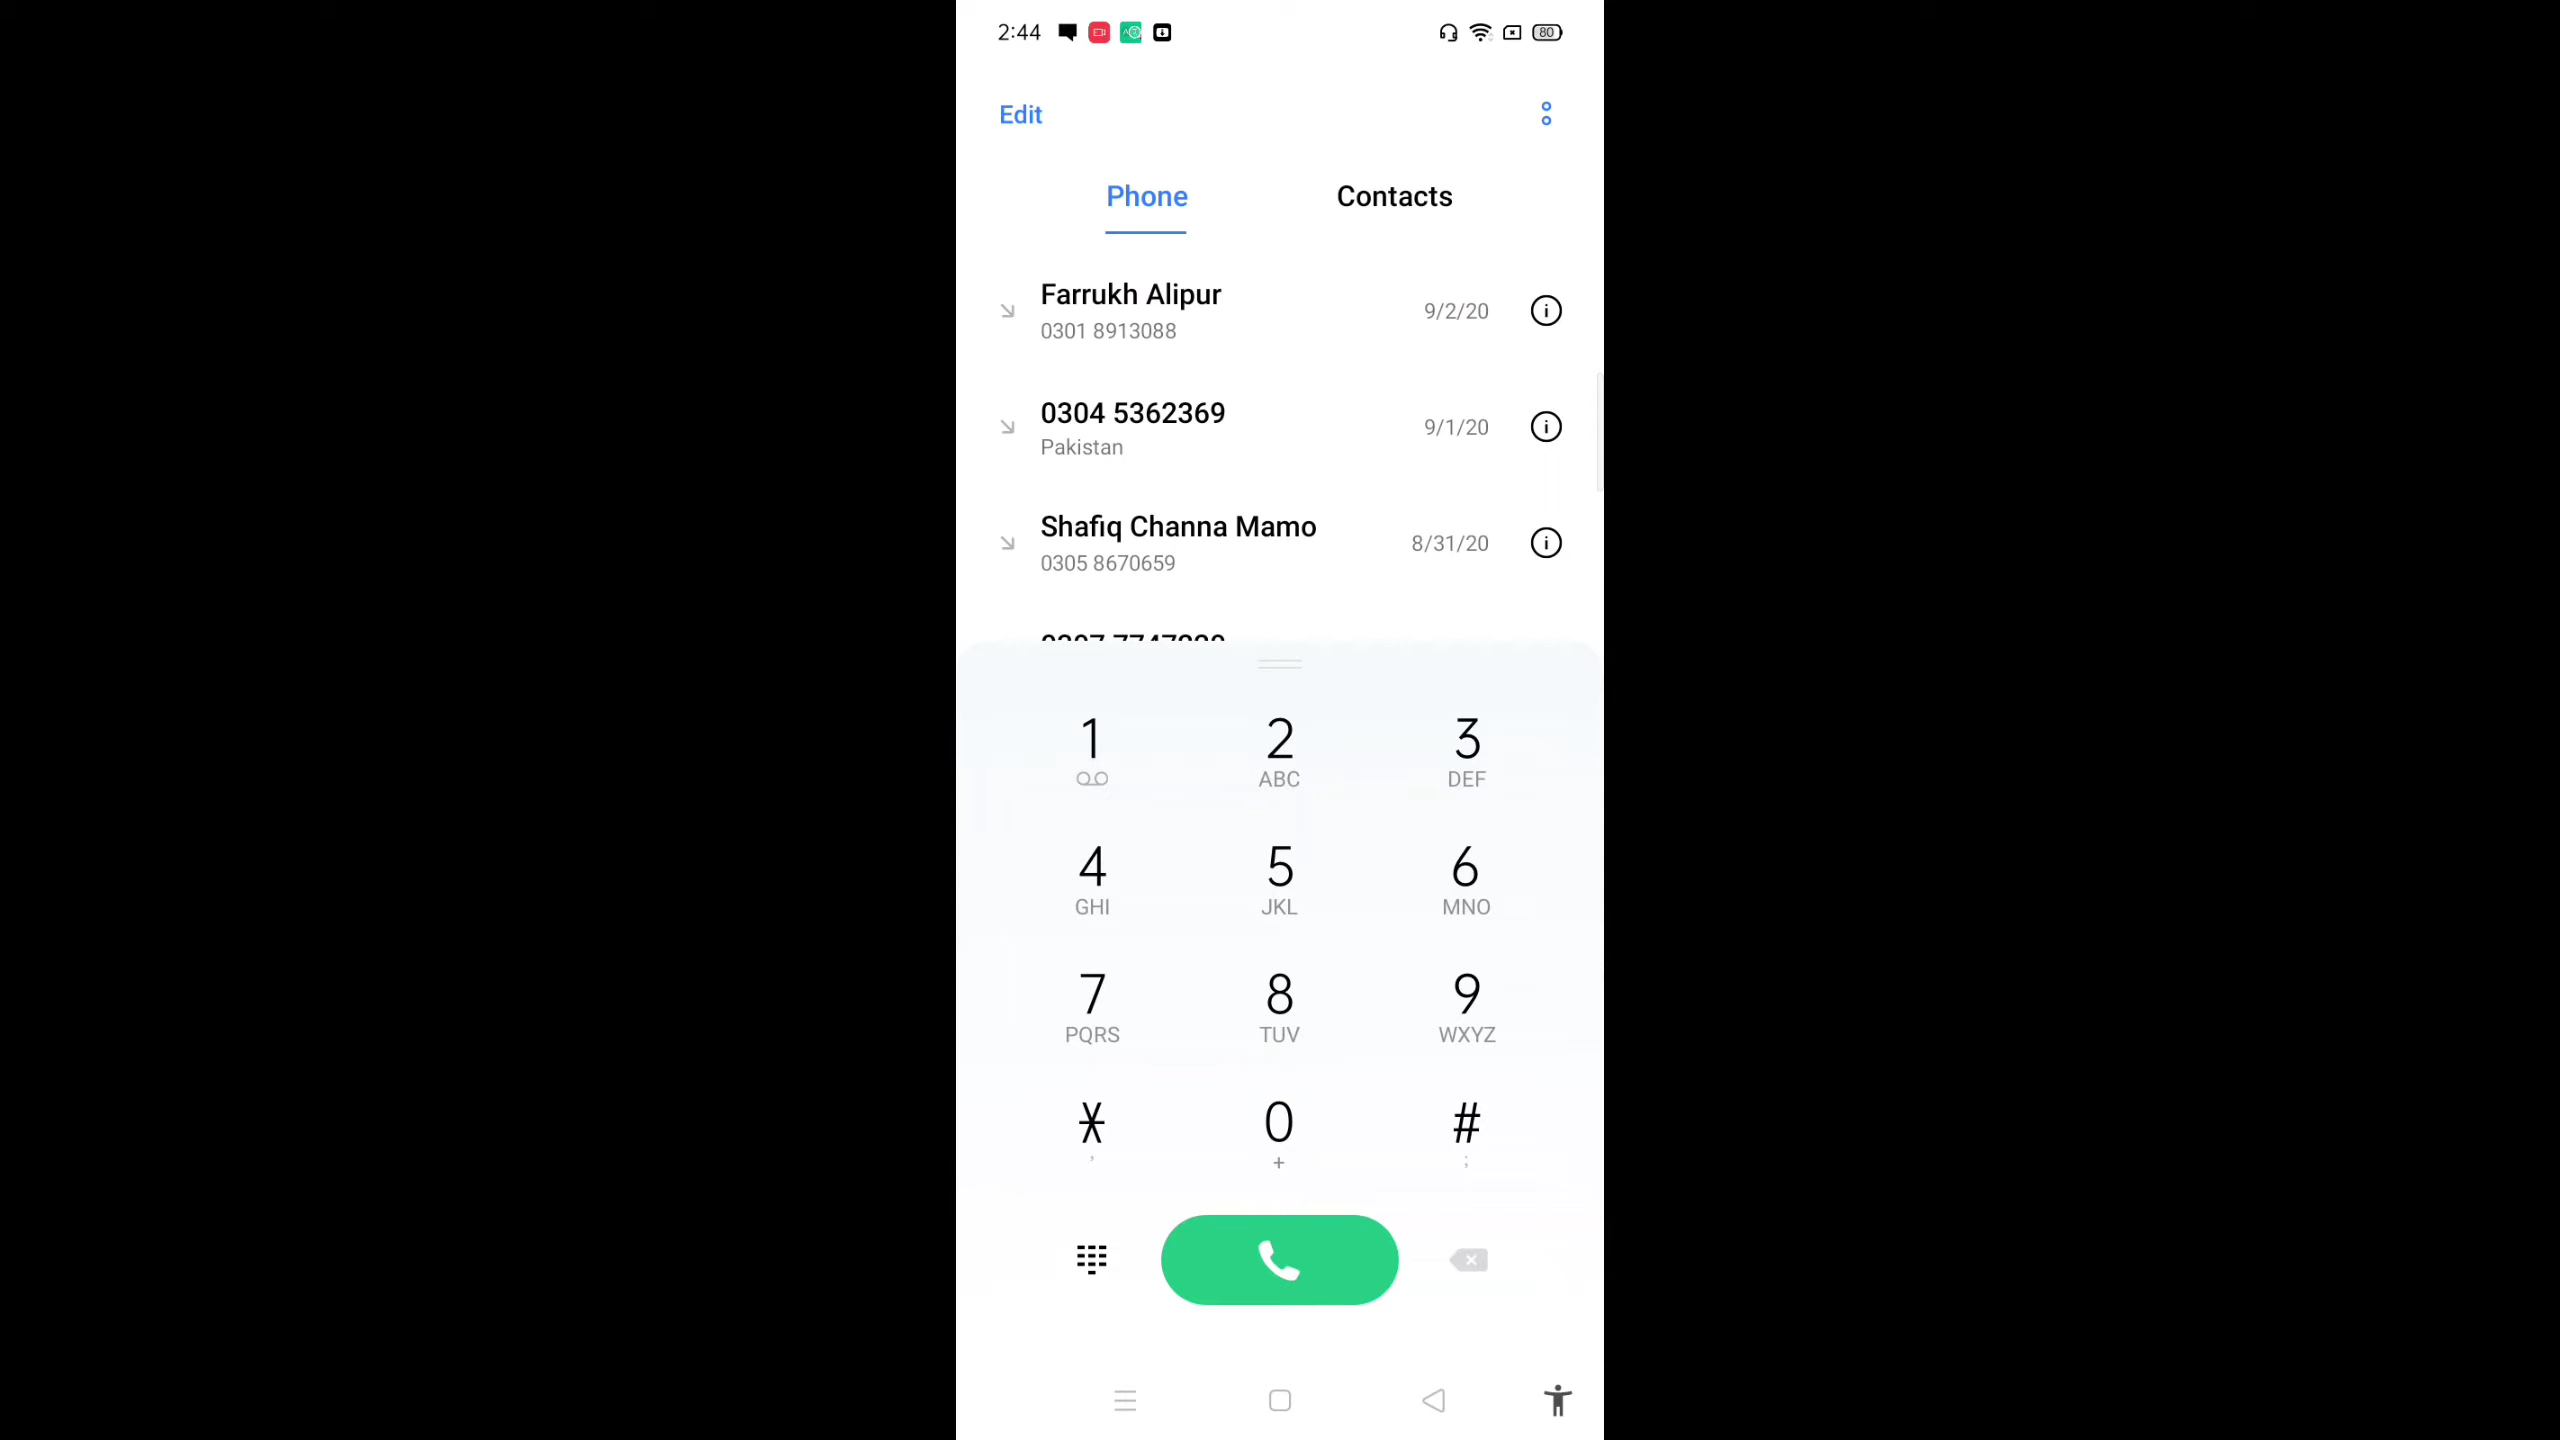 2:44
80
Edit
Phone Contacts
Farrukh Alipur
0301 8913088
9/2/20
0304 5362369
Pakistan
9/1/20
Shafiq Channa Mamo
0305 8670659
8/31/20
1 2 3
ABC DEF
4 5 6
GHI JKL MNO
7 8 9
PQRS TUV WXYZ
* 0 #
, + ;